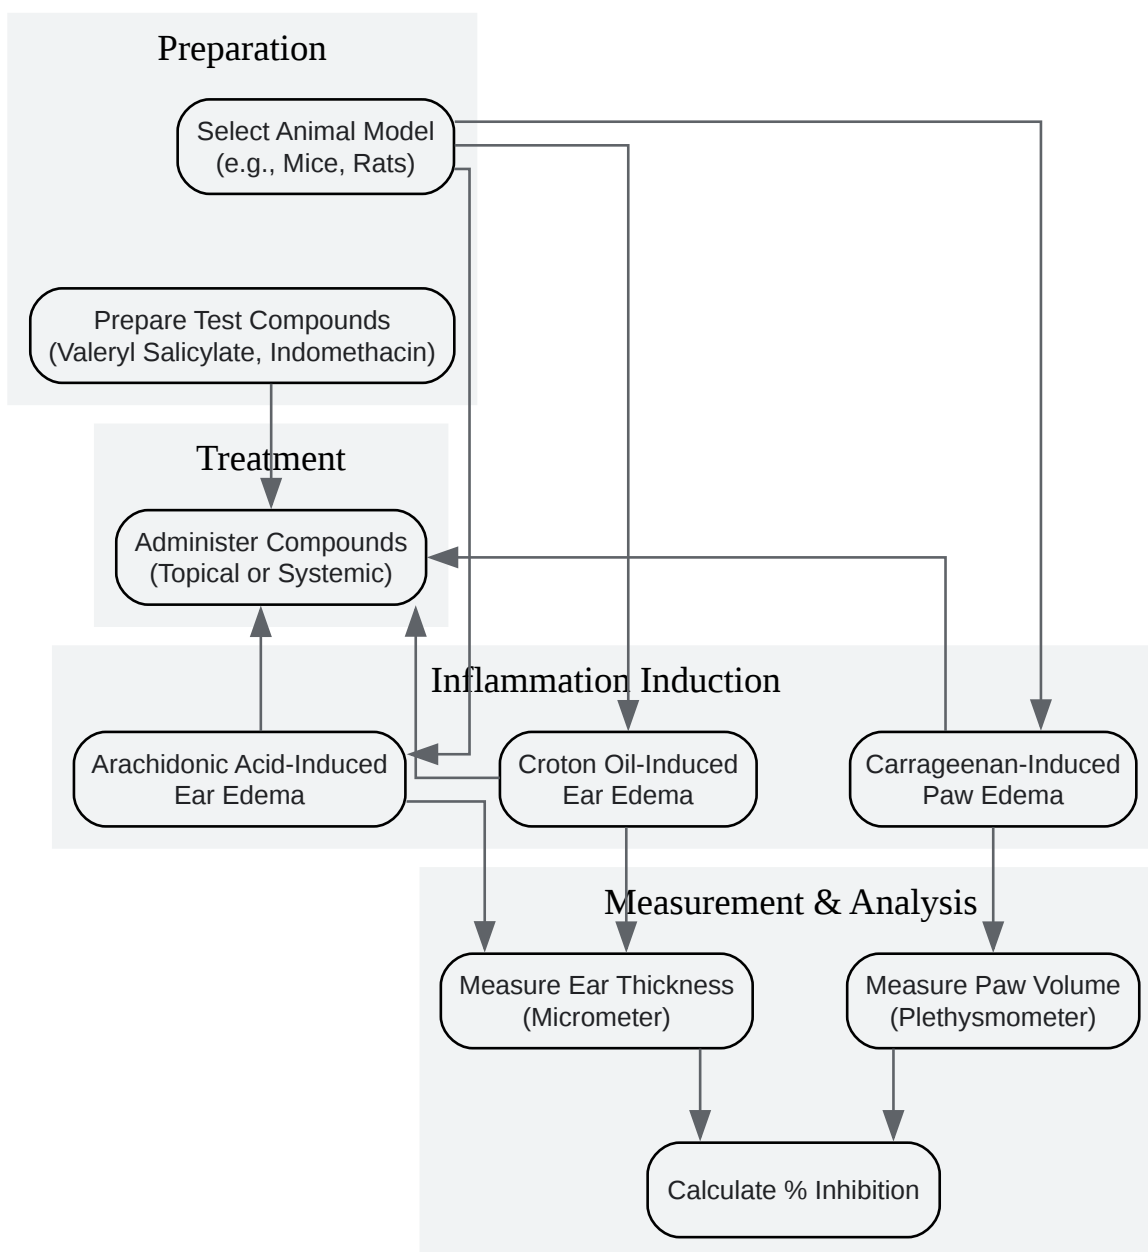 Preparation
Select Animal Model
(e.g., Mice, Rats)
Prepare Test Compounds
(Valeryl Salicylate, Indomethacin)
Treatment
Administer Compounds
(Topical or Systemic)
Inflammation Induction
Arachidonic Acid-Induced
Ear Edema
Croton Oil-Induced
Ear Edema
Carrageenan-Induced
Paw Edema
Measurement & Analysis
Measure Ear Thickness
(Micrometer)
Measure Paw Volume
(Plethysmometer)
Calculate % Inhibition